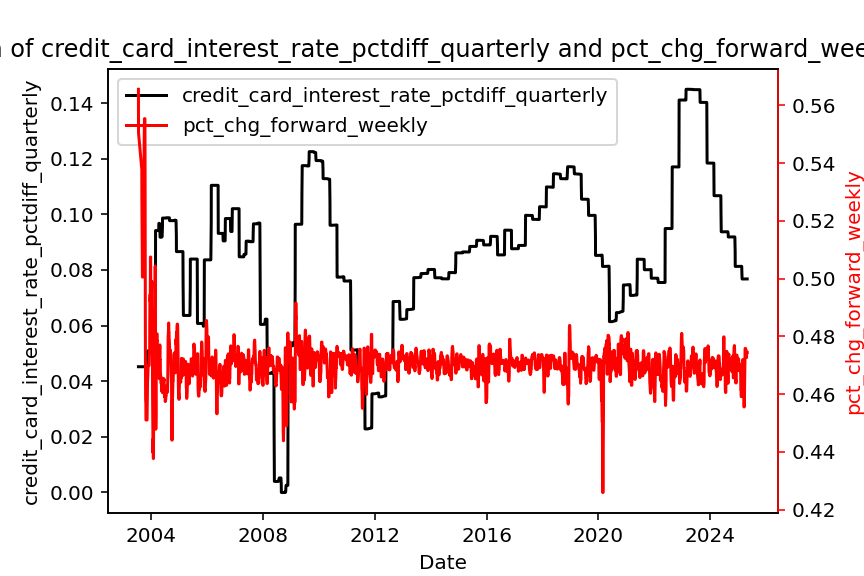 of credit_card_interest_rate_pctdiff_quarterly and
credit_card_interest_rate_pctdiff_quarterly
pct_chg_forward_weekly
credit_card_interest_rate_pctdiff_quarterly
0.14
0.12
0.10
0.08
0.06
0.04
0.02
0.00
0.56
0.54
0.52
0.50
0.48
0.46
0.44
0.42
pct_chg_forward_weekly
2004 2008 2012 2016 2020 2024
Date